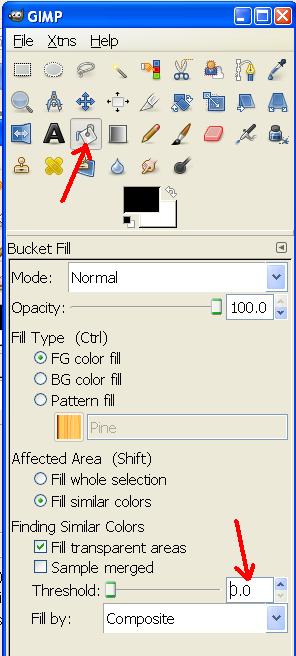 GIMP
File Xtns Help
Bucket Fill
Mode: Normal
Opacity: 100.0
Fill Type (Ctrl)
FG color fill
BG color fill
Pattern fill
Pine
Affected Area (Shift)
Fill whole selection
Fill similar colors
Finding Similar Colors
Fill transparent areas
Sample merged
Threshold: 0.0
Fill by: Composite